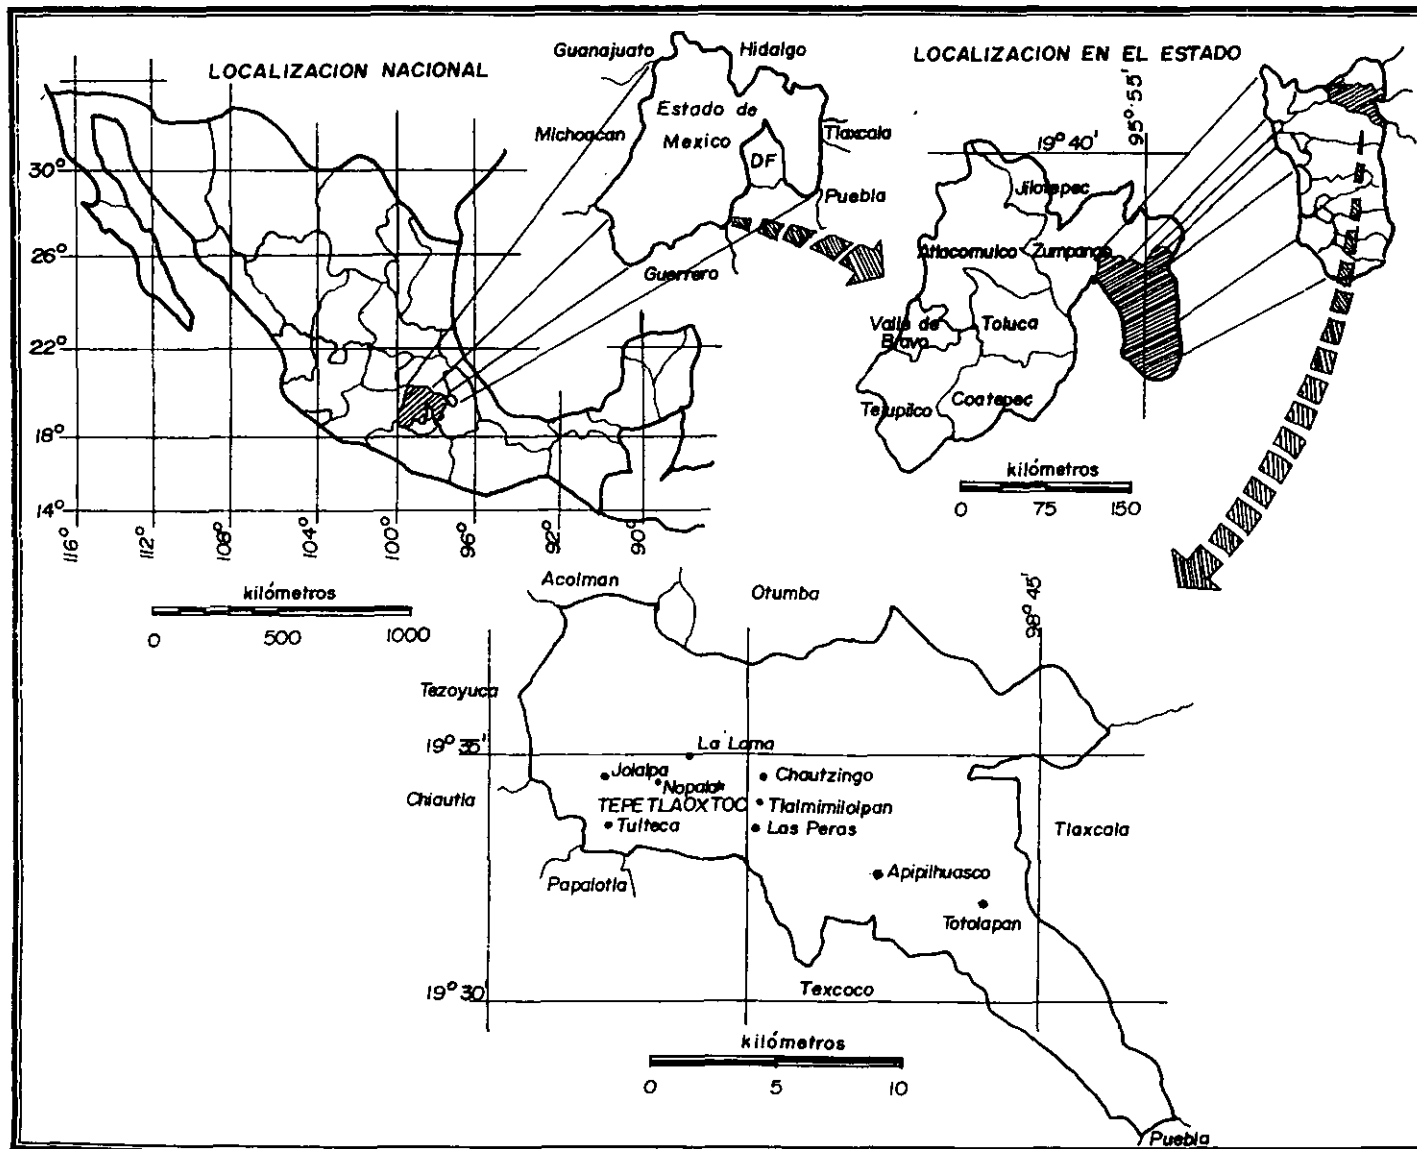 LOCALIZACION NACIONAL
Guanajuato
Hidalgo
Michoacan
Estado de
Mexico
DF
Tlaxcala
Puebla
Guerrero
30°
26°
22°
18°
14°
116°
112°
108°
104°
100°
96°
92°
90°
kilómetros
0 500 1000
LOCALIZACION EN EL ESTADO
19° 40'
95°.55'
Jilotepec
Atlacomulco
Zumpango
Valle de
Bravo
Toluca
Tejupilco
Coatepec
kilómetros
0 75 150
Acolman
Otumba
98° 45'
Tezoyuca
19° 35'
La Loma
Jolalpa
Nopala
Chautzingo
Chiautla
TEPETLAOXTOC
Tlalmimilolpan
Tulteca
Las Peras
Tlaxcala
Papalotla
Apipilhuasco
Totolapan
19° 30'
Texcoco
kilómetros
0 5 10
Puebla